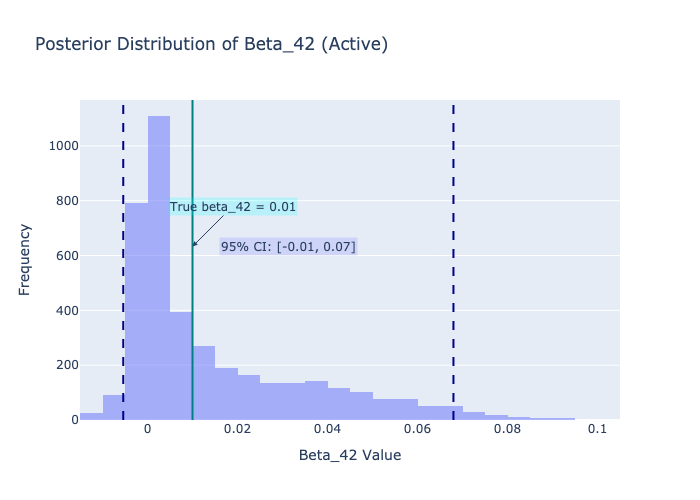 Posterior Distribution of Beta_42 (Active)
1000
800
600
400
200
0
True beta_42 = 0.01
95% CI: [-0.01, 0.07]
Frequency
0
0.02
0.04
0.06
0.08
0.1
Beta_42 Value